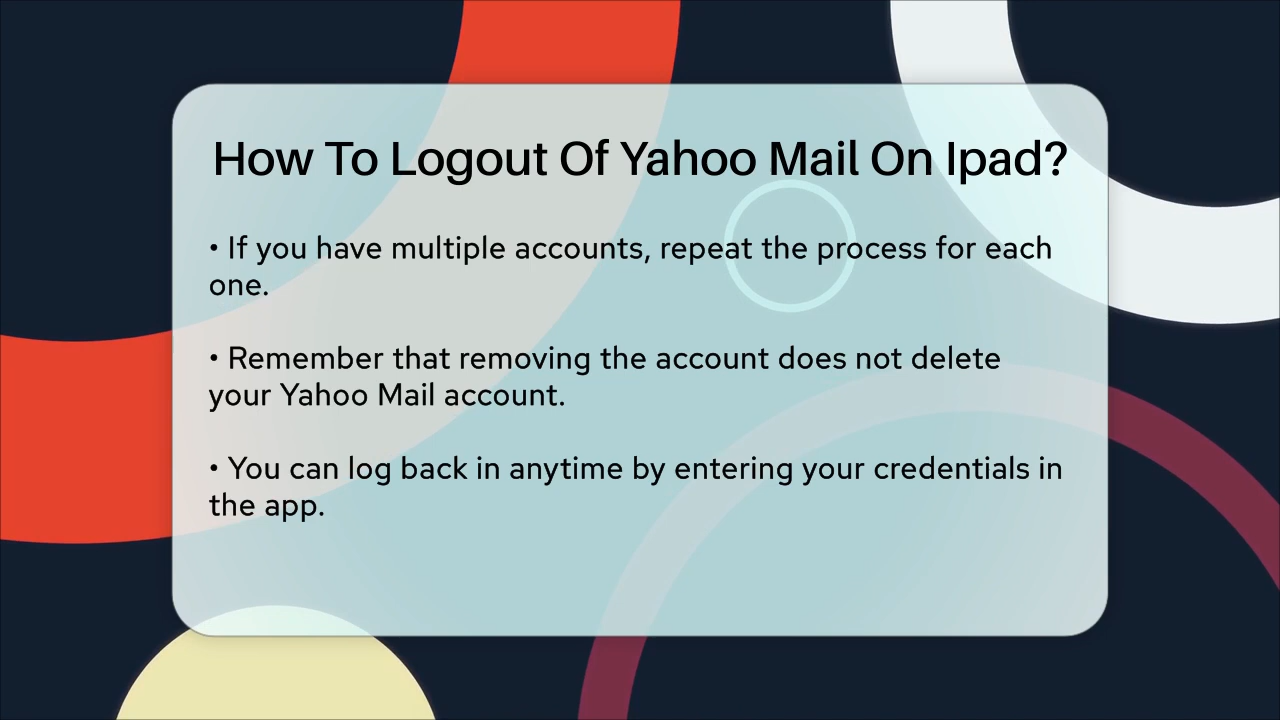 How To Logout Of Yahoo Mail On Ipad?
• If you have multiple accounts, repeat the process for each
one.
• Remember that removing the account does not delete
your Yahoo Mail account.
• You can log back in anytime by entering your credentials in
the app.